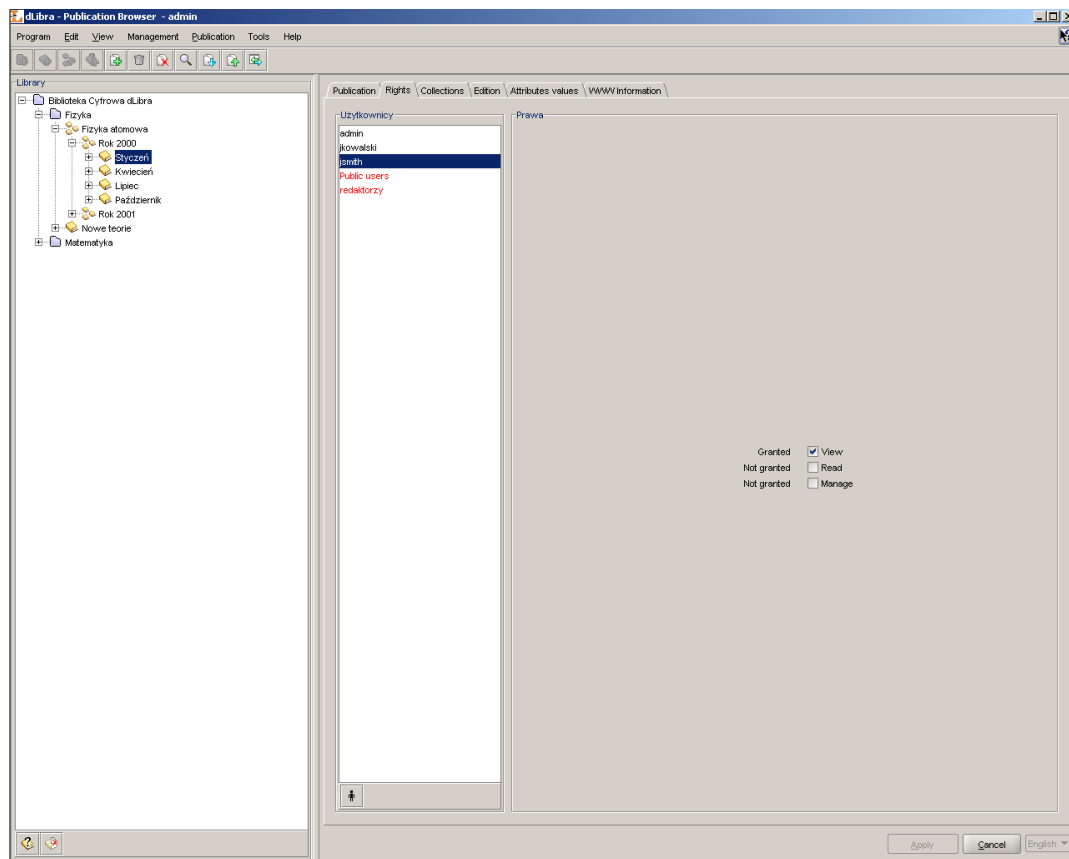 dLibra - Publication Browser - admin
Program Edit View Management Publication Tools Help
Library
Biblioteka Cyfrowa dLibra
Fizyka
Fizyka atomowa
Rok 2000
Styczeń
Kwiecień
Lipiec
Październik
Rok 2001
Nowe teorie
Matematyka
Publication Rights Collections Edition Attributes values WWW Information
Użytkownicy
admin
jkowalski
jsmith
Public users
redaktorzy
Prawa
Granted View
Not granted Read
Not granted Manage
Apply Cancel English